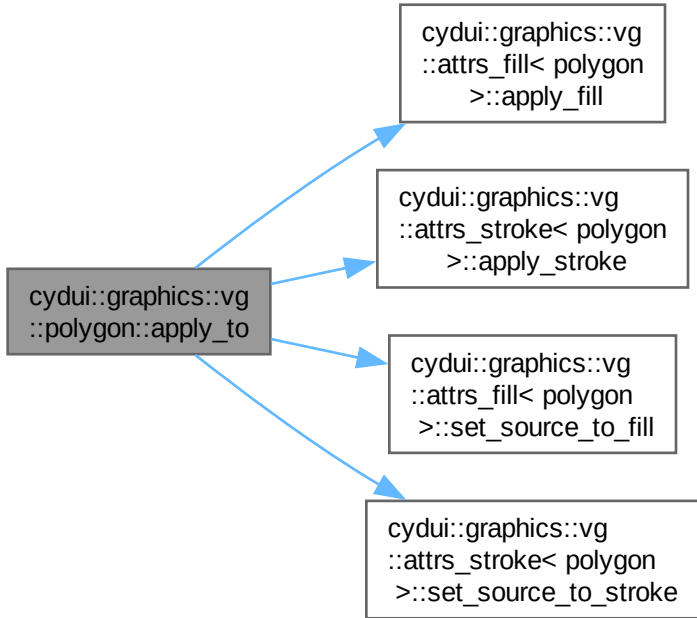 cydui::graphics::vg
::attrs_fill< polygon
>::apply_fill
cydui::graphics::vg
::attrs_stroke< polygon
>::apply_stroke
cydui::graphics::vg
::polygon::apply_to
cydui::graphics::vg
::attrs_fill< polygon
>::set_source_to_fill
cydui::graphics::vg
::attrs_stroke< polygon
>::set_source_to_stroke